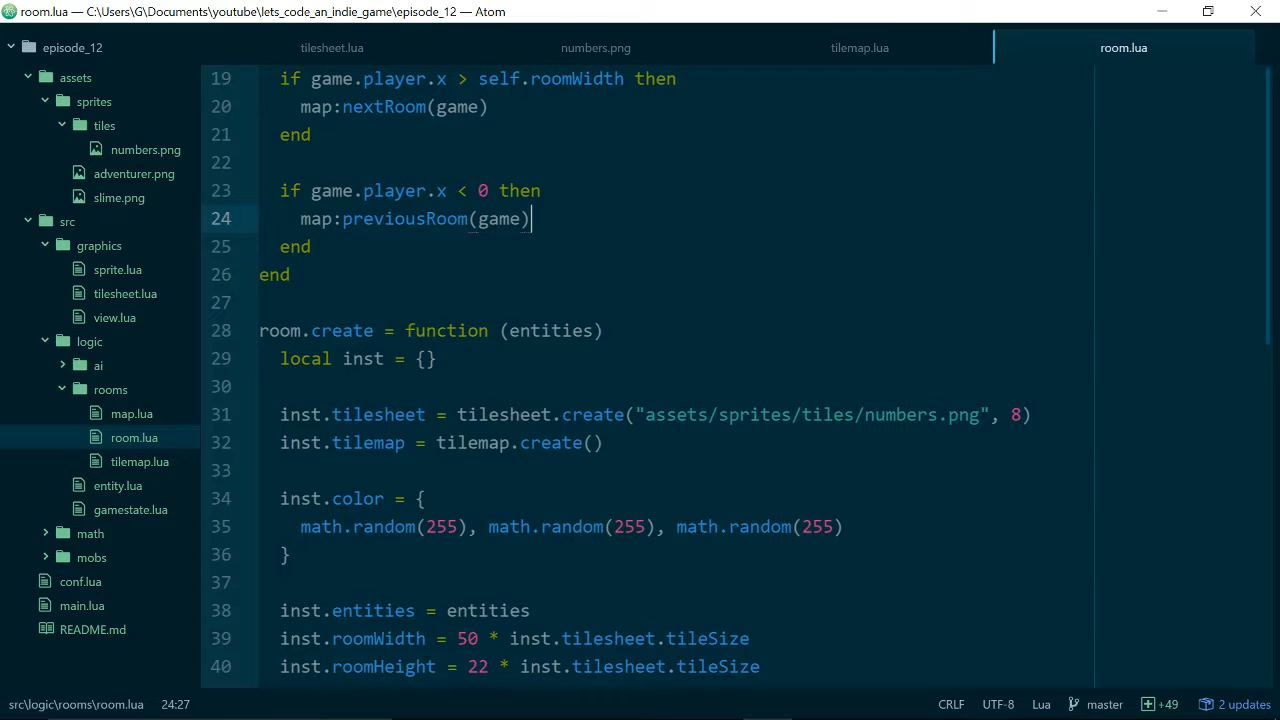 room.lua — C:\Users\G\Documents\youtube\lets_code_an_indie_game\episode_12 — Atom
episode_12
assets
sprites
tiles
numbers.png
adventurer.png
slime.png
src
graphics
sprite.lua
tilesheet.lua
view.lua
logic
ai
rooms
map.lua
room.lua
tilemap.lua
entity.lua
gamestate.lua
math
mobs
conf.lua
main.lua
README.md
tilesheet.lua numbers.png tilemap.lua room.lua
19 if game.player.x > self.roomWidth then
20 map:nextRoom(game)
21 end
22
23 if game.player.x < 0 then
24 map:previousRoom(game)
25 end
26 end
27
28 room.create = function (entities)
29 local inst = {}
30
31 inst.tilesheet = tilesheet.create("assets/sprites/tiles/numbers.png", 8)
32 inst.tilemap = tilemap.create()
33
34 inst.color = {
35 math.random(255), math.random(255), math.random(255)
36 }
37
38 inst.entities = entities
39 inst.roomWidth = 50 * inst.tilesheet.tileSize
40 inst.roomHeight = 22 * inst.tilesheet.tileSize
src\logic\rooms\room.lua 24:27 CRLF UTF-8 Lua master +49 2 updates